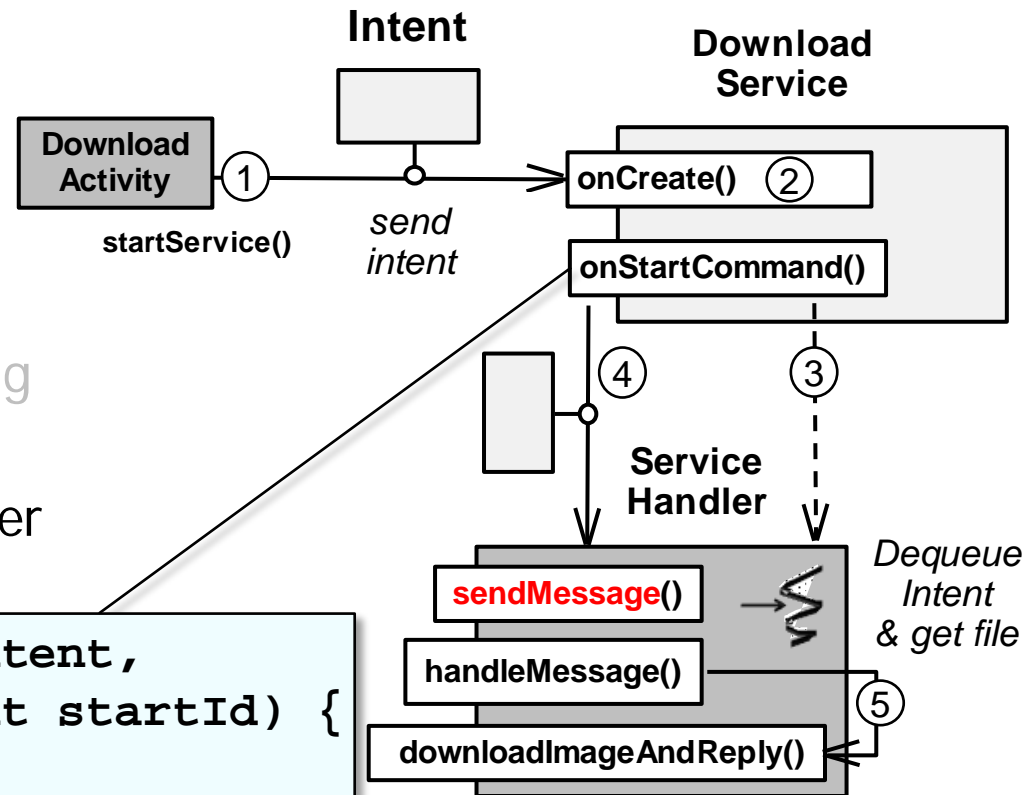 Intent
Download
Service
Download
Activity
1
onCreate() 2
startService()
send
intent
onStartCommand()
g
4
3
er
Service
Handler
sendMessage()
Dequeue
Intent
& get file
handleMessage()
5
downloadImageAndReply()
tent,
t startId) {